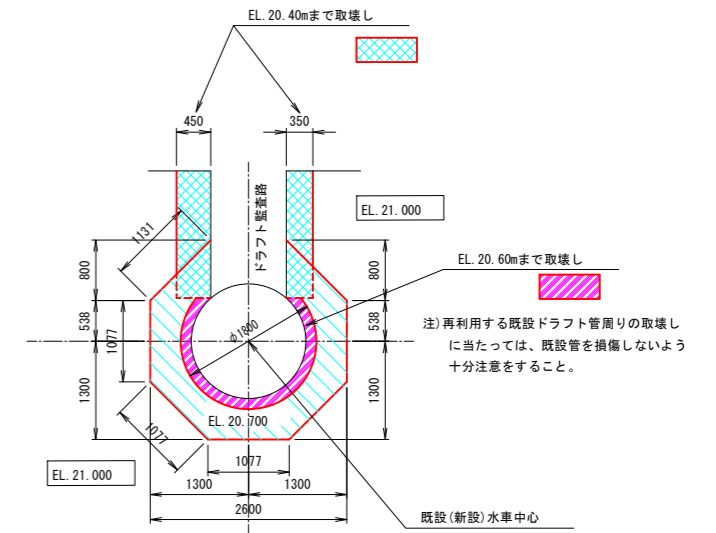 EL.20.40mまで取壊し
450
350
ドラフト監査路
EL.21.000
1131
800
800
EL.20.60mまで取壊し
538
1077
φ1800
538
注)再利用する既設ドラフト管周りの取壊し
に当たっては、既設管を損傷しないよう
十分注意をすること。
1300
1300
EL.20.700
1077
1077
EL.21.000
1300
1300
2600
既設(新設)水車中心